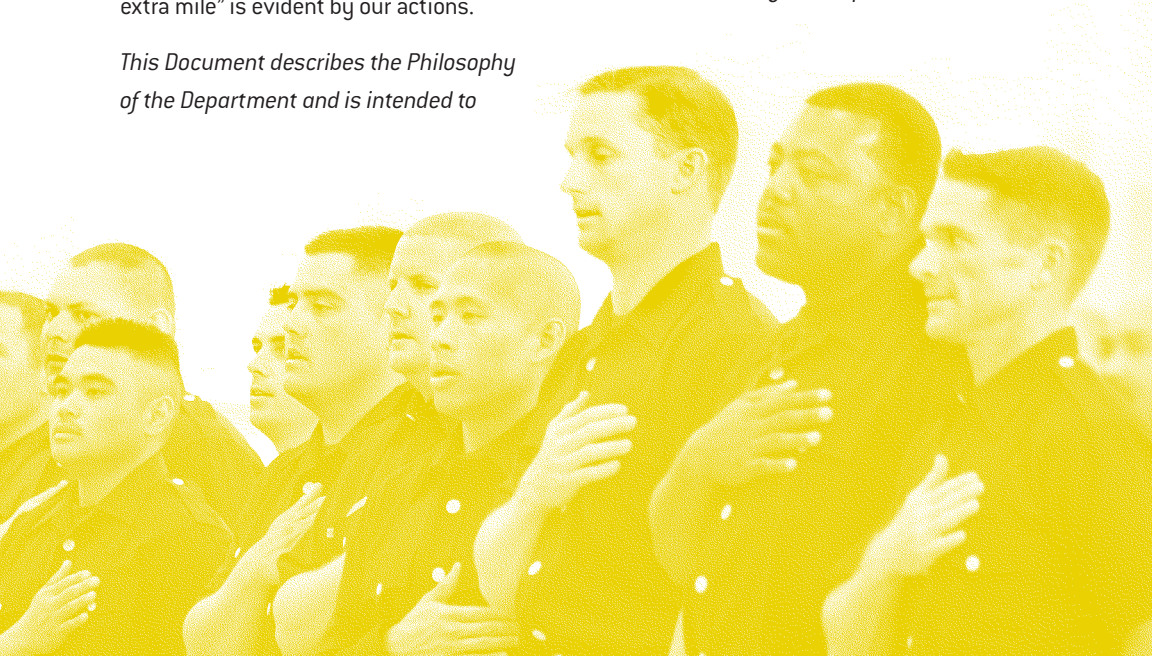 extra mile” is evident by our actions.
This Document describes the Philosophy
of the Department and is intended to